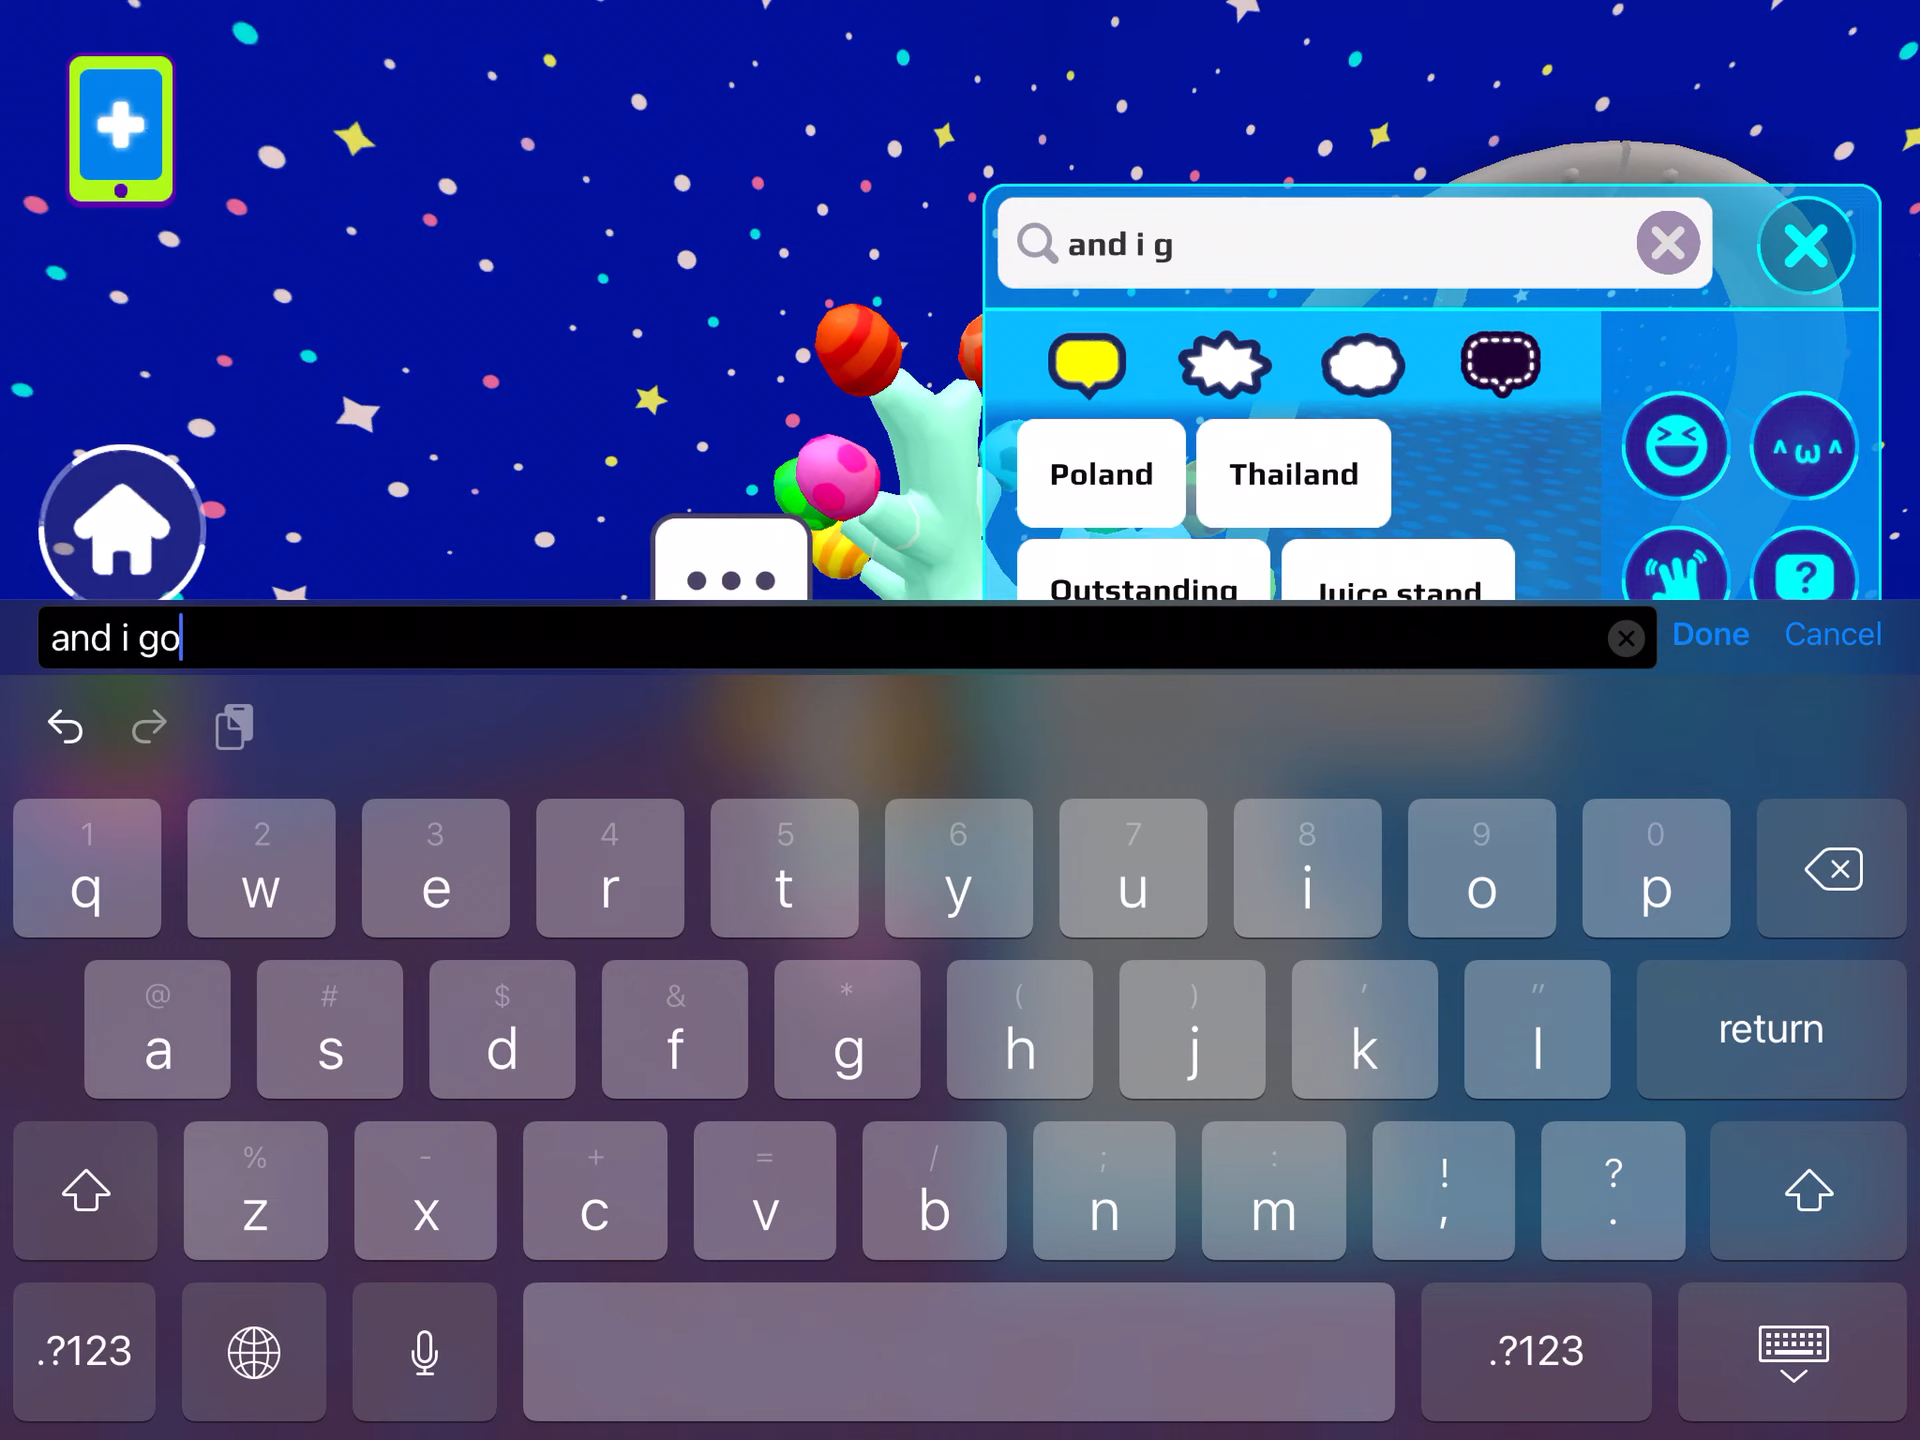 and i g
^ω^
Poland Thailand
?
Outstanding Juice stand
and i go Done Cancel
1 2 3 4 5 6 7 8 9 0
q w e r t y u i o p
@ # $ & * ( ) ' "
a s d f g h j k l return
% - + = / ; : ! ?
z x c v b n m , .
.?123 .?123